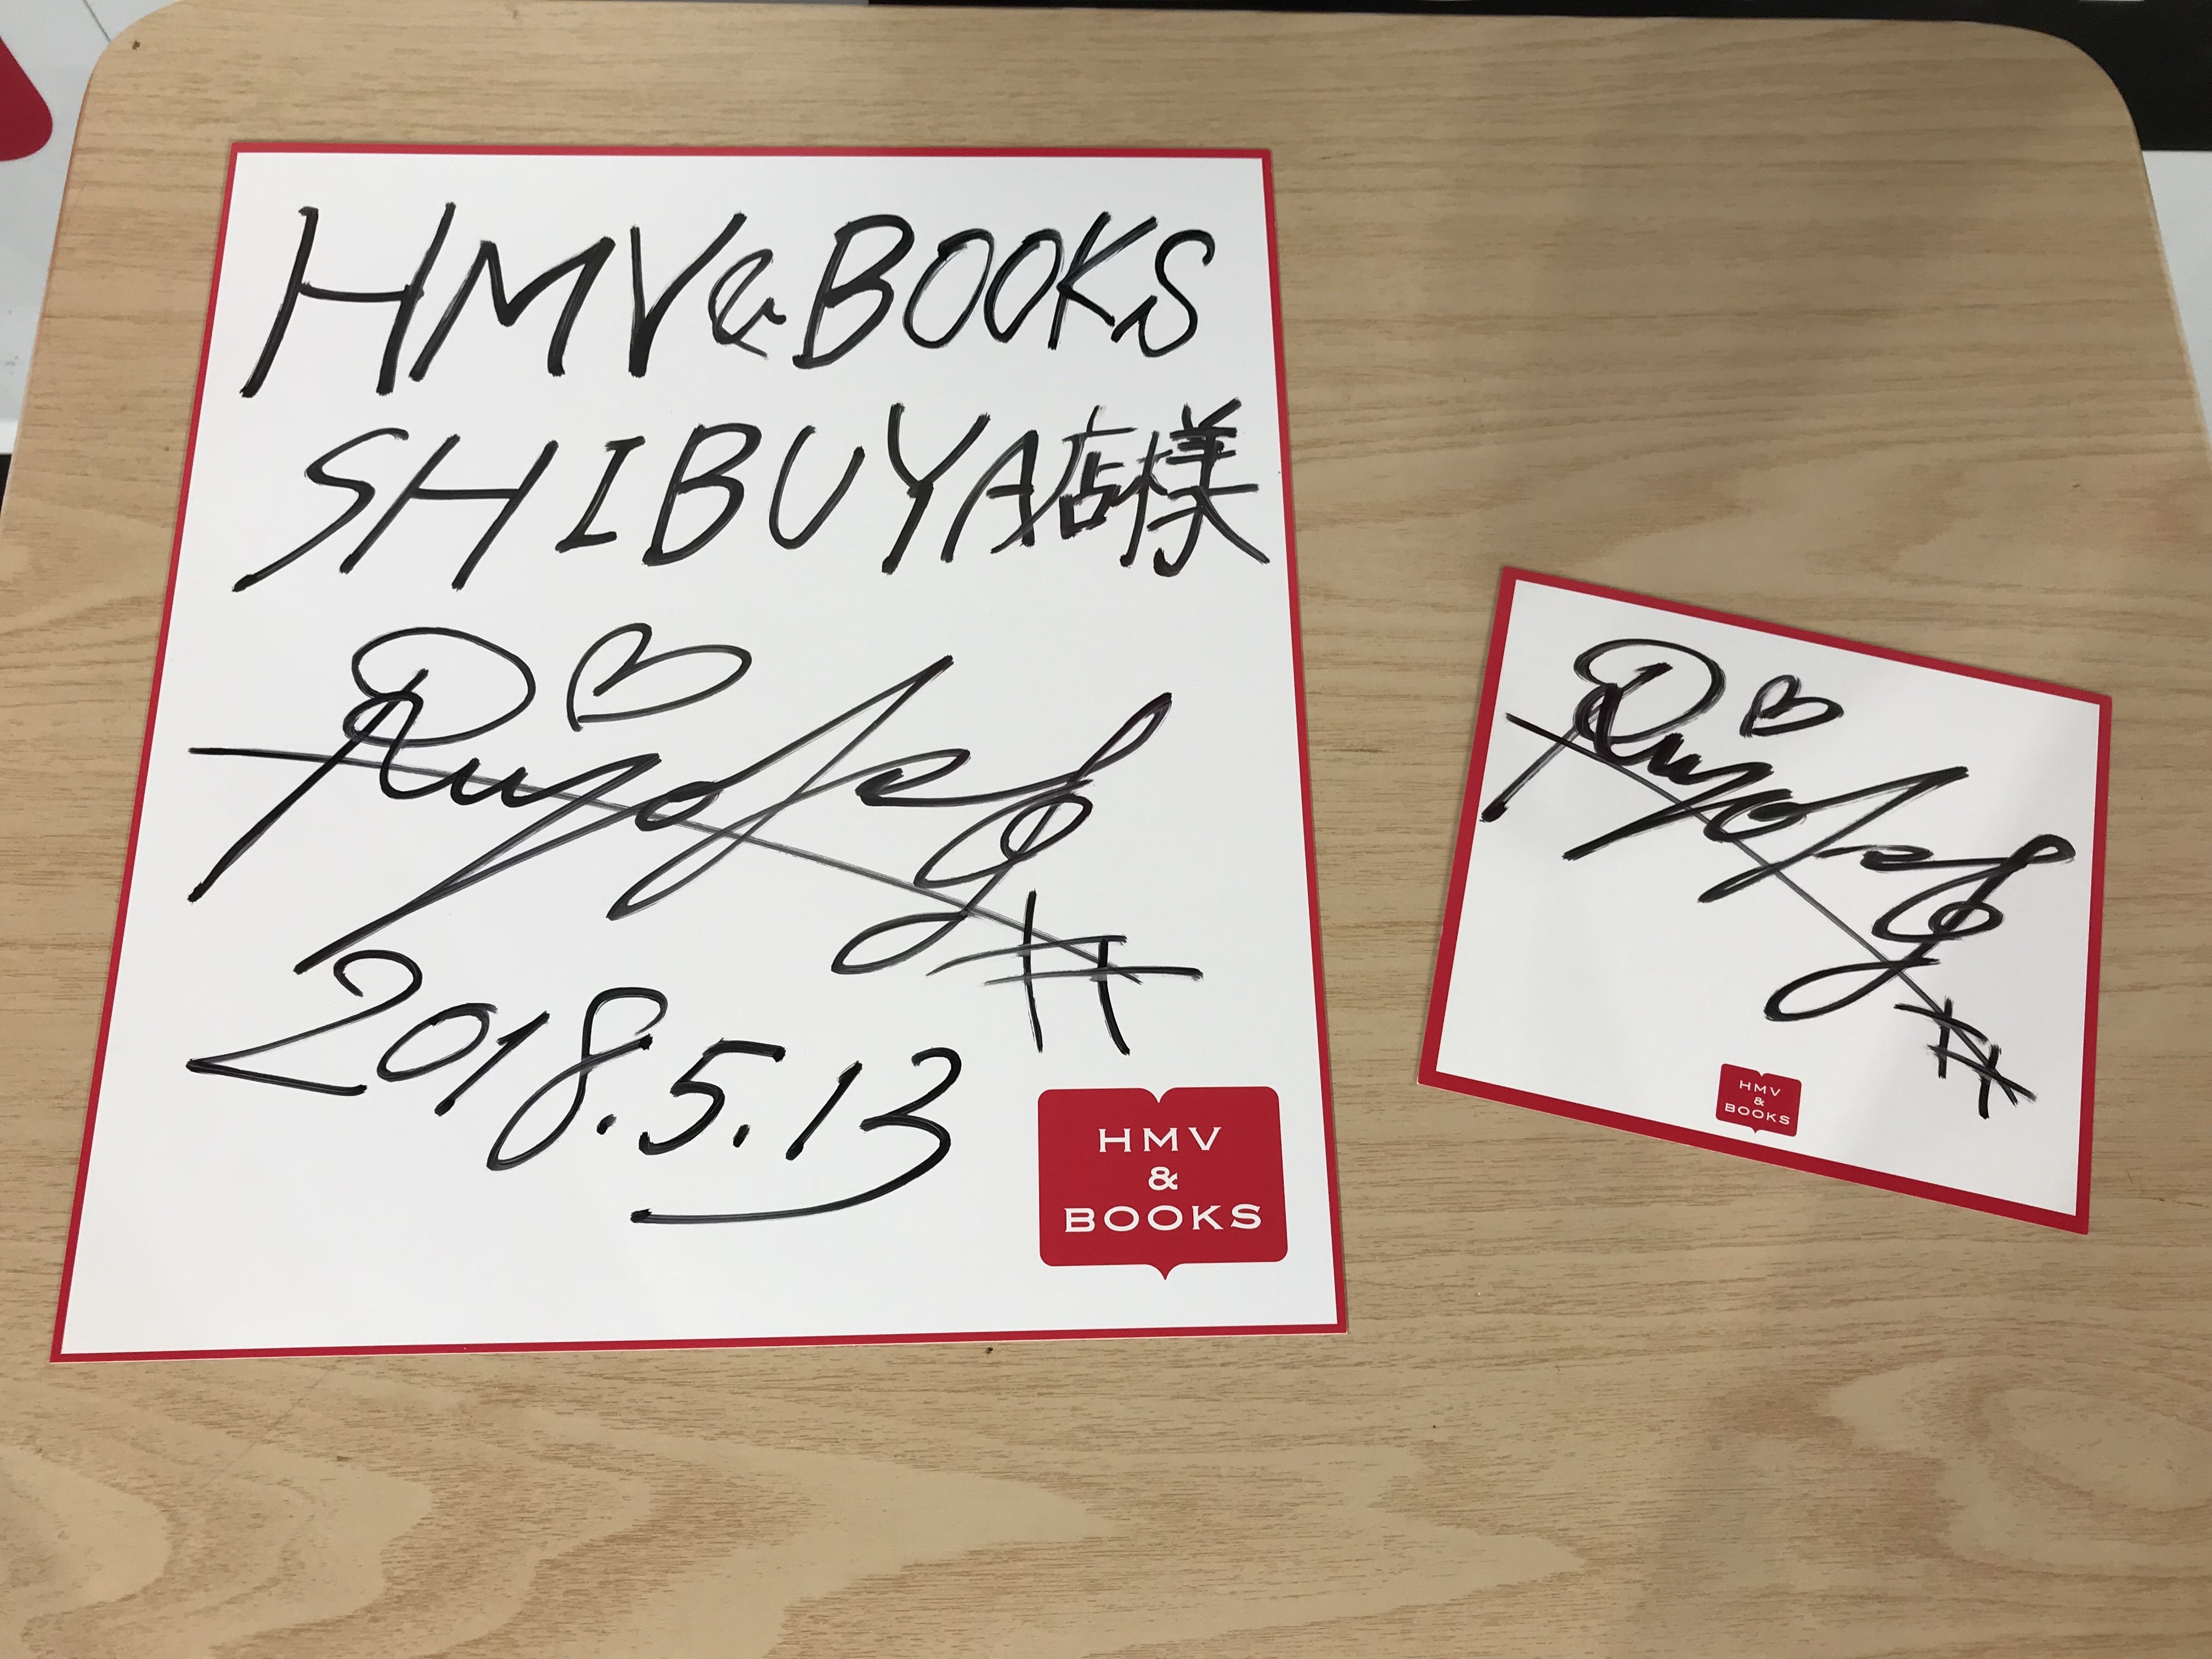 HMV&BOOKS
SHIBUYA店様
2018.5.13
HMV
&
BOOKS
HMV
&
BOOKS